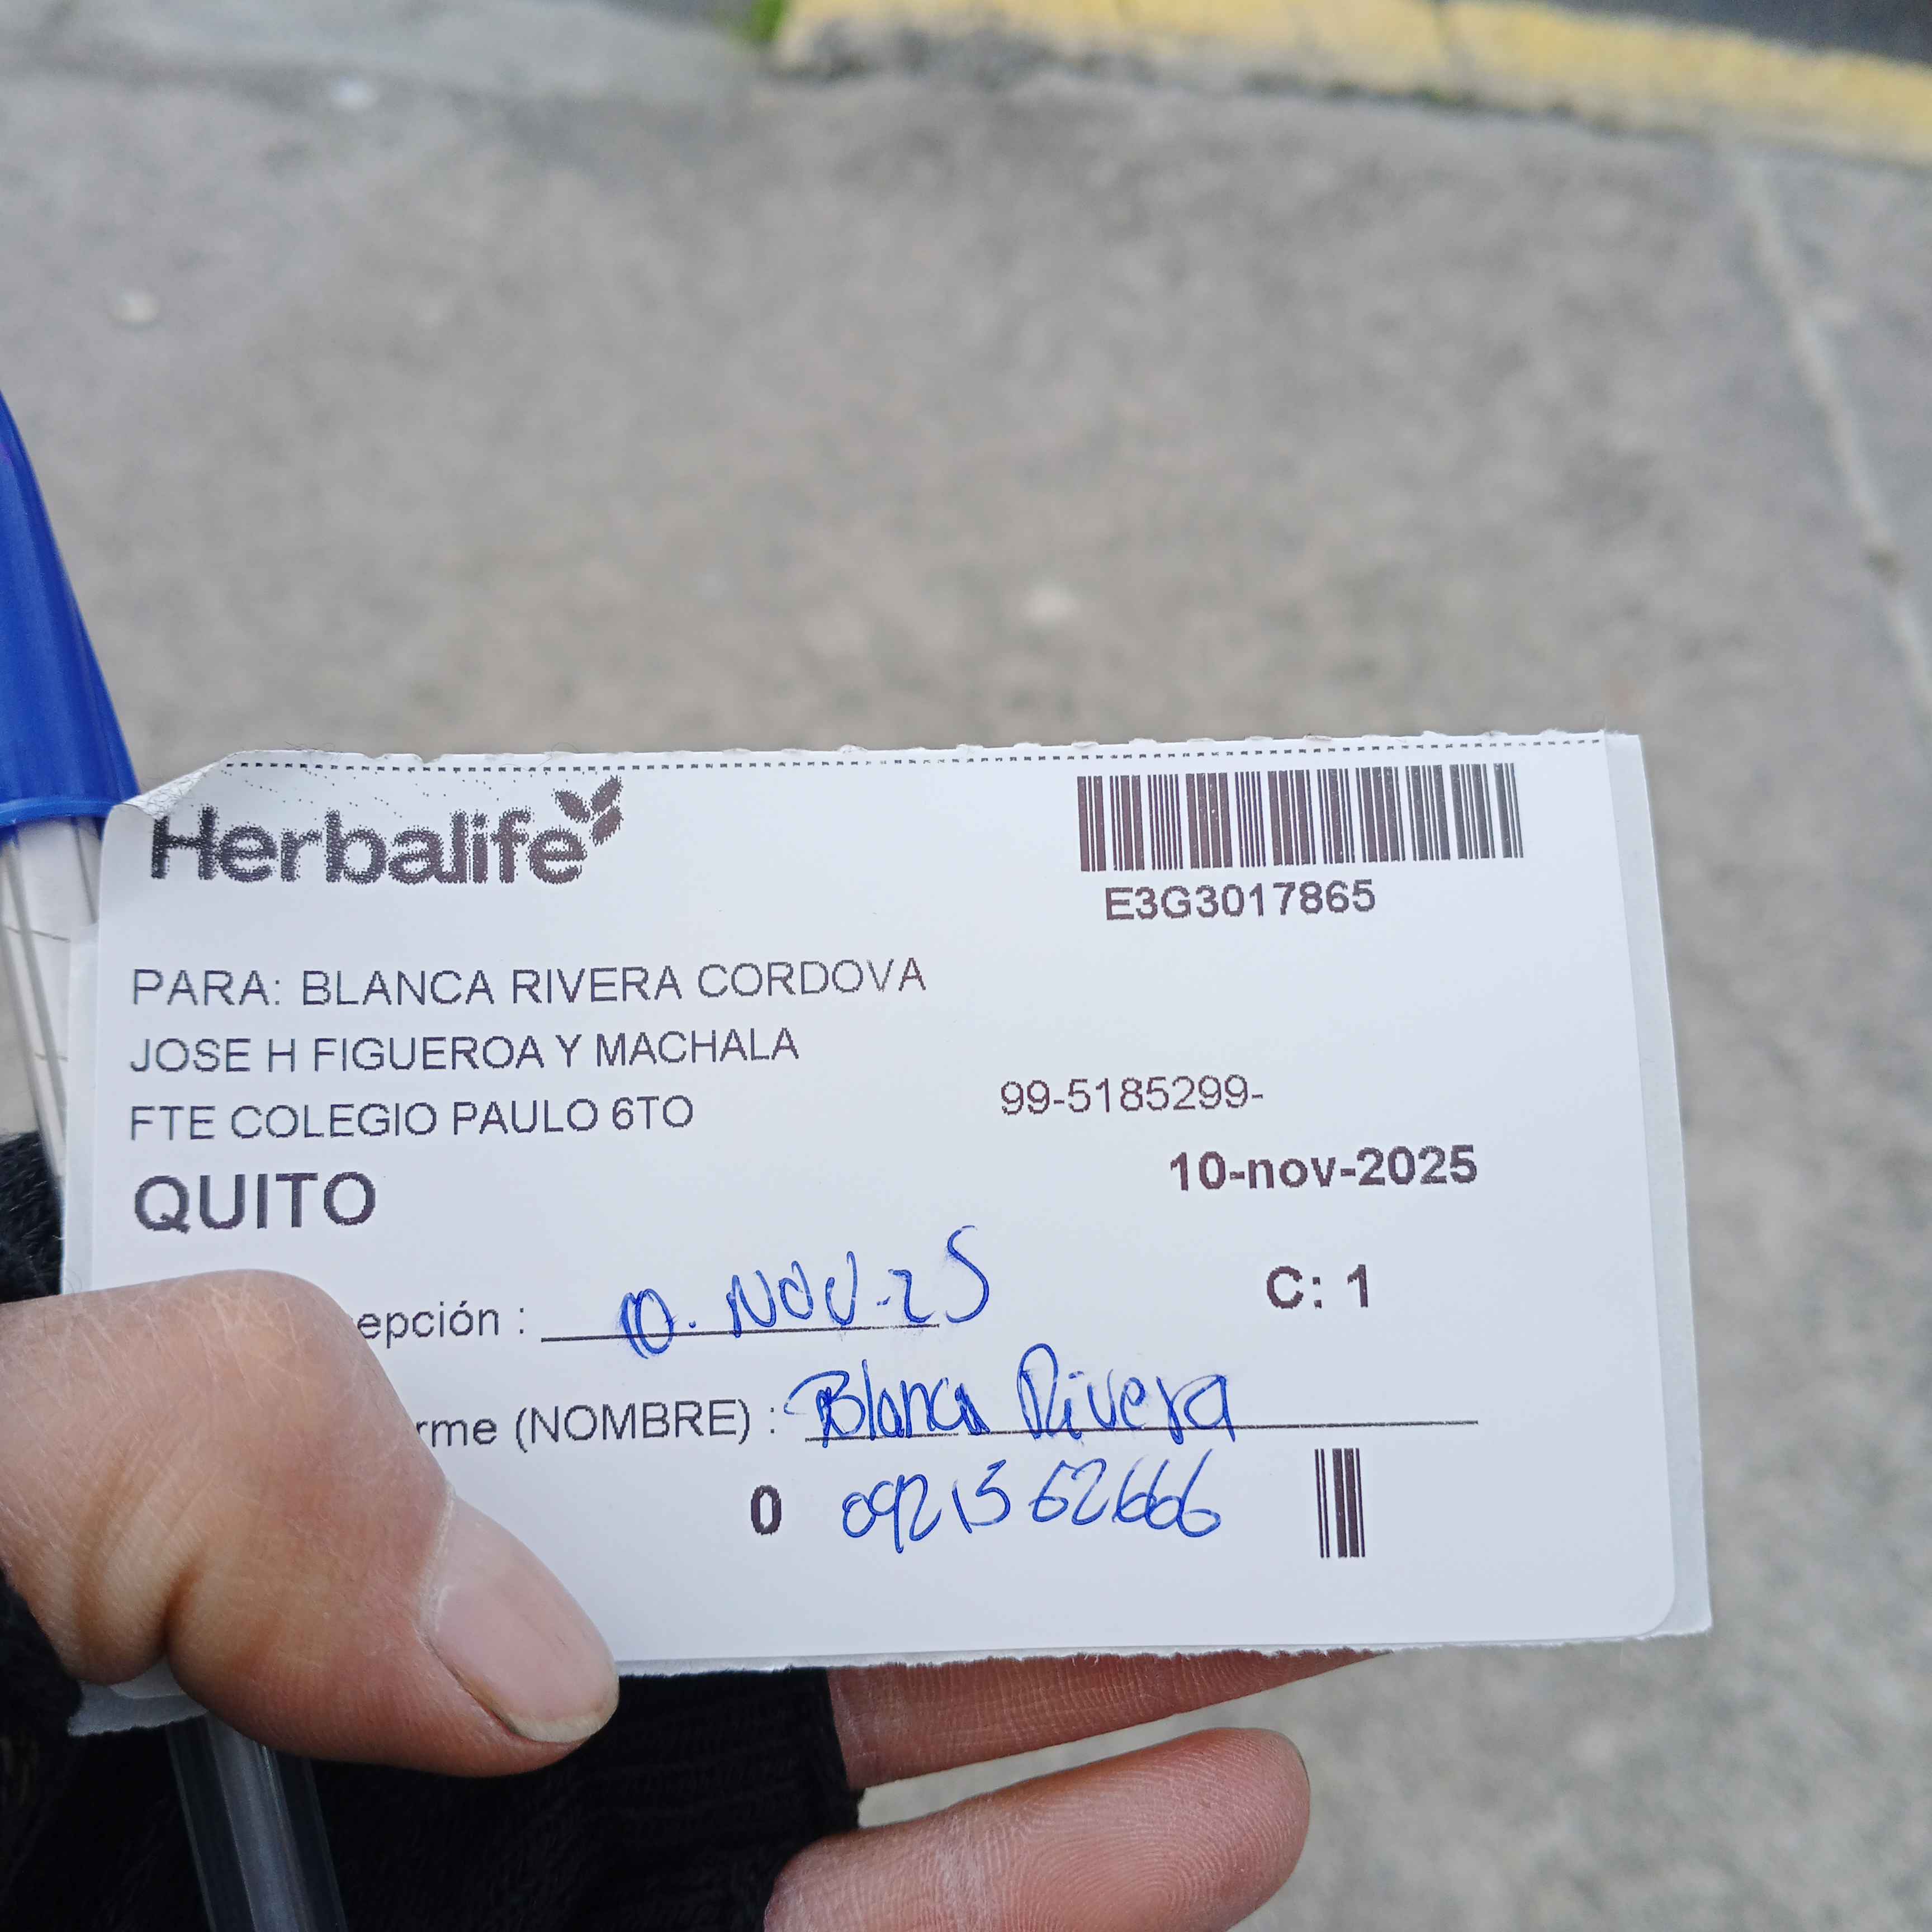 Herbalife
E3G3017865
PARA: BLANCA RIVERA CORDOVA
JOSE H FIGUEROA Y MACHALA
FTE COLEGIO PAULO 6TO
99-5185299-
QUITO
10-nov-2025
epción : 10. NOV-25
C: 1
rme (NOMBRE) : Blanca Rivera
0 0921362666